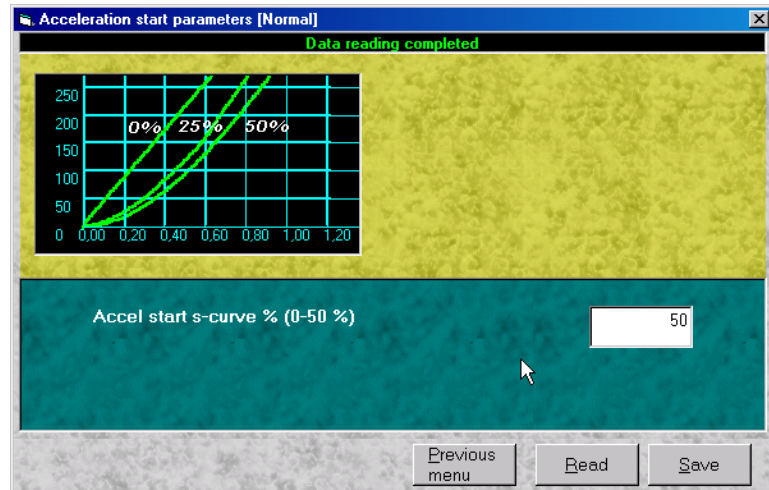 Acceleration start parameters [Normal]
Data reading completed
250
200
150
100
50
0
0% 25% 50%
0,00 0,20 0,40 0,60 0,80 1,00 1,20
Accel start s-curve % (0-50 %)
50
Previous
menu
Read
Save